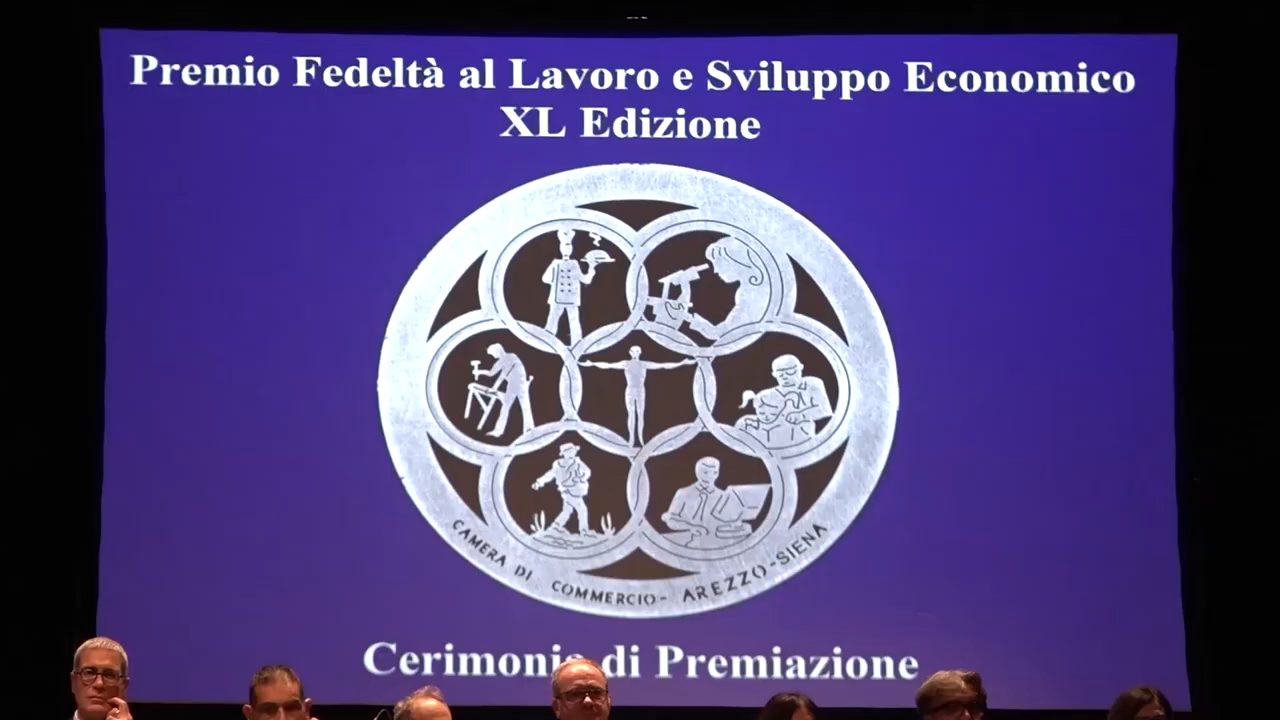 Premio Fedeltà al Lavoro e Sviluppo Economico
XL Edizione
CAMERA DI COMMERCIO - AREZZO - SIENA
Cerimonia di Premiazione